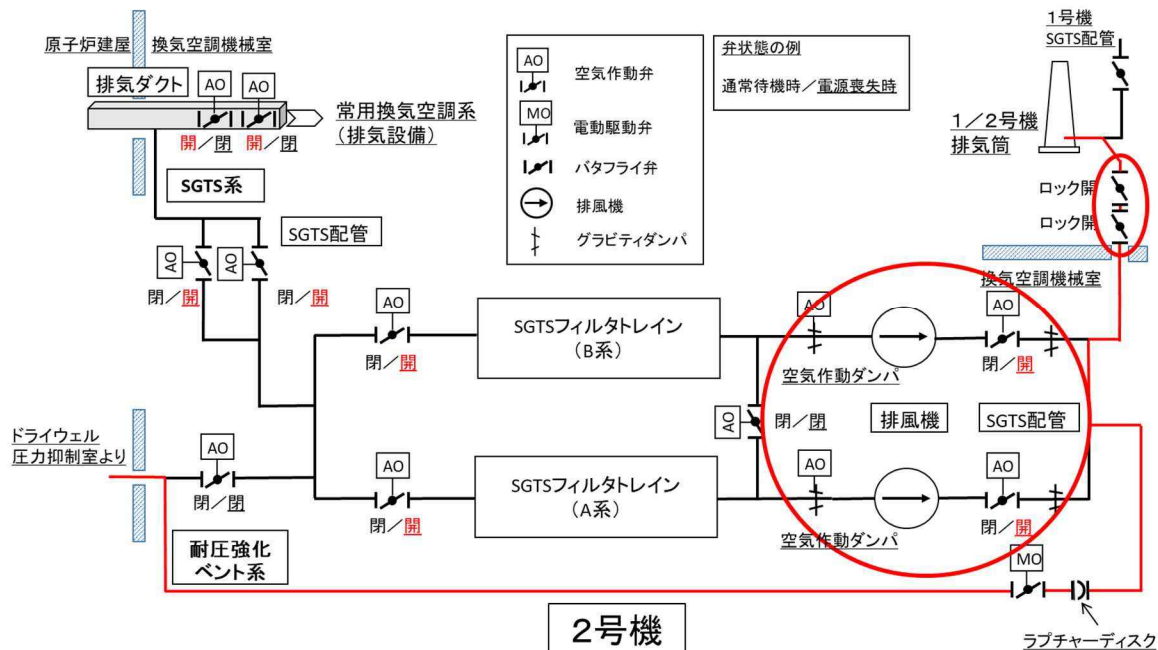 原子炉建屋
換気空調機械室
排気ダクト
AO
AO
開/閉
開/閉
常用換気空調系
(排気設備)
SGTS系
SGTS配管
AO
AO
閉/開
閉/開
AO
空気作動弁
MO
電動駆動弁
バタフライ弁
排風機
グラビティダンパ
弁状態の例
通常待機時/電源喪失時
1号機
SGTS配管
1/2号機
排気筒
ロック開
ロック開
換気空調機械室
AO
閉/開
SGTSフィルタトレイン
(B系)
AO
空気作動ダンパ
AO
閉/開
AO
閉/閉
排風機
SGTS配管
ドライウェル
圧力抑制室より
AO
閉/閉
AO
閉/開
SGTSフィルタトレイン
(A系)
AO
空気作動ダンパ
AO
閉/開
耐圧強化
ベント系
MO
ラプチャーディスク
2号機